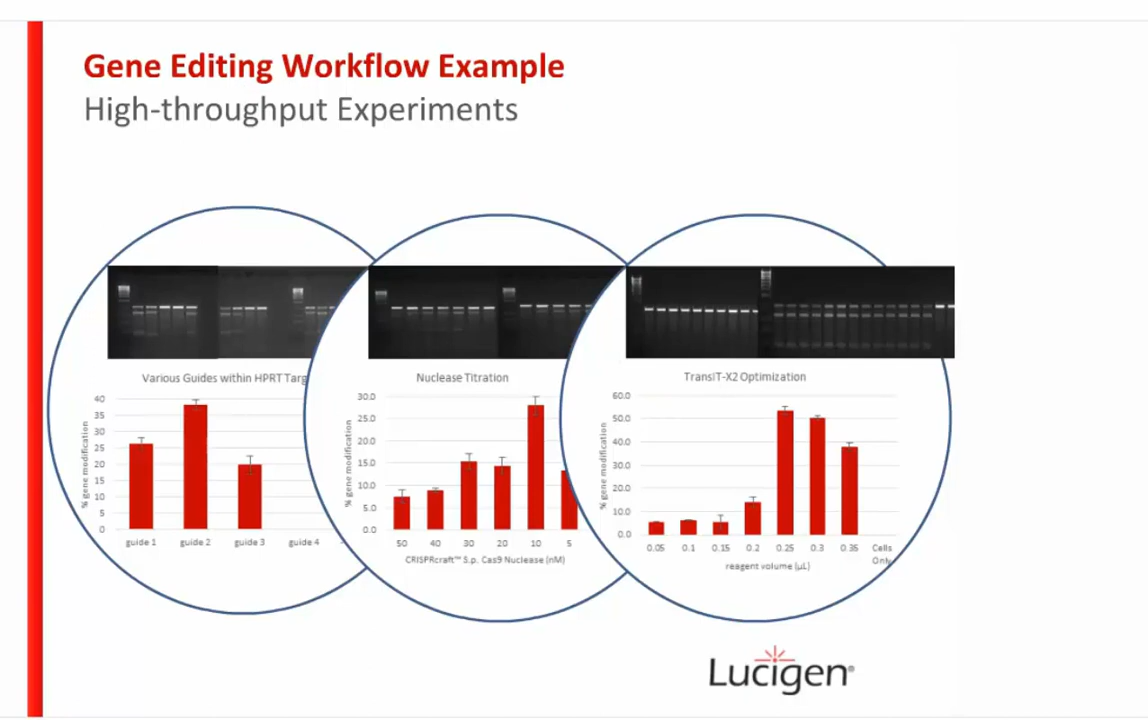 Gene Editing Workflow Example
High-throughput Experiments
Various Guides within HPRT Targ
% gene modification
40
35
30
25
20
15
10
5
0
guide 1 guide 2 guide 3 guide 4
Nuclease Titration
% gene modification
30.0
25.0
20.0
15.0
10.0
5.0
0.0
50 40 30 20 10 5
CRISPRcraft™ S.p. Cas9 Nuclease (nM)
TransIT-X2 Optimization
% gene modification
60.0
50.0
40.0
30.0
20.0
10.0
0.0
0.05 0.1 0.15 0.2 0.25 0.3 0.35 Cells
Only
reagent volume (µL)
Lucigen®